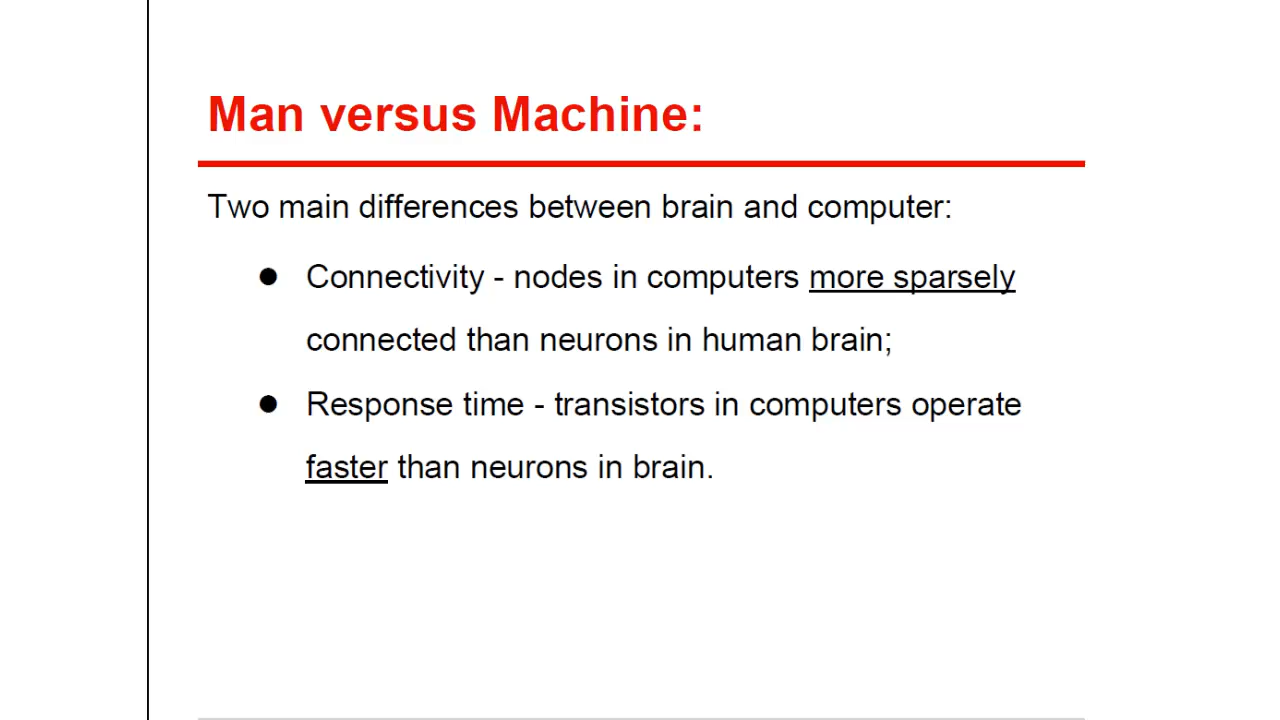 Man versus Machine:
Two main differences between brain and computer:
● Connectivity - nodes in computers more sparsely
connected than neurons in human brain;
● Response time - transistors in computers operate
faster than neurons in brain.